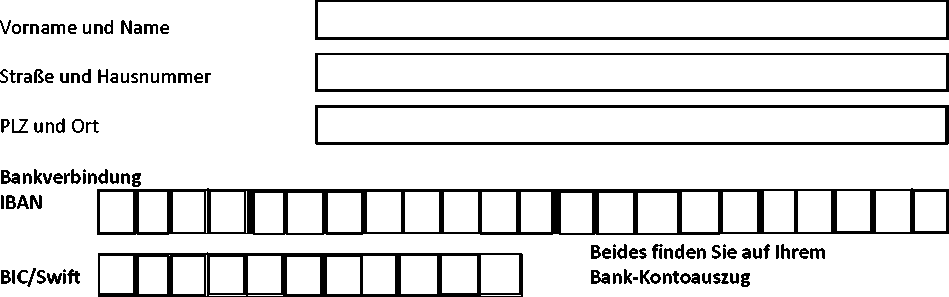 Vorname und Name
Straße und Hausnummer
PLZ und Ort
Bankverbindung
IBAN
BIC/Swift
Beides finden Sie auf Ihrem
Bank-Kontoauszug